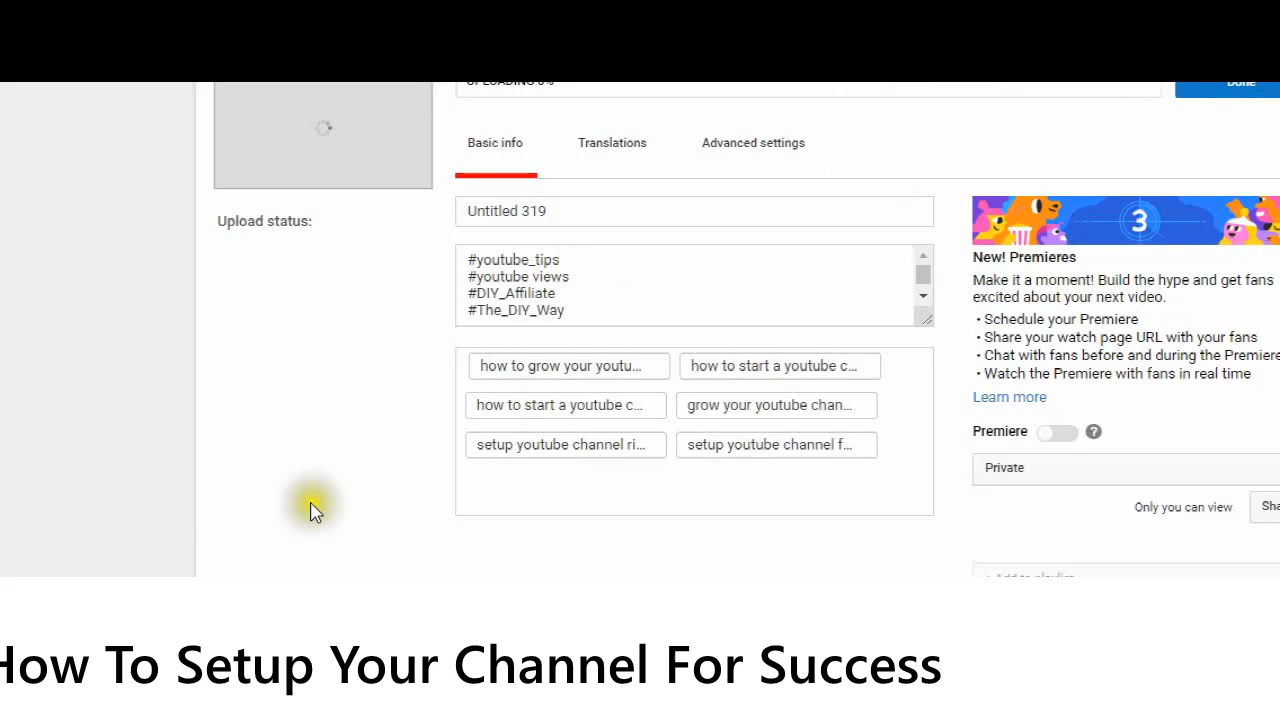 Basic info Translations Advanced settings
Upload status:
Untitled 319
#youtube_tips
#youtube views
#DIY_Affiliate
#The_DIY_Way
how to grow your youtu... how to start a youtube c...
how to start a youtube c... grow your youtube chan...
setup youtube channel ri... setup youtube channel f...
3
New! Premieres
Make it a moment! Build the hype and get fans
excited about your next video.
• Schedule your Premiere
• Share your watch page URL with your fans
• Chat with fans before and during the Premiere
• Watch the Premiere with fans in real time
Learn more
Premiere ?
Private
Only you can view Sha
How To Setup Your Channel For Success